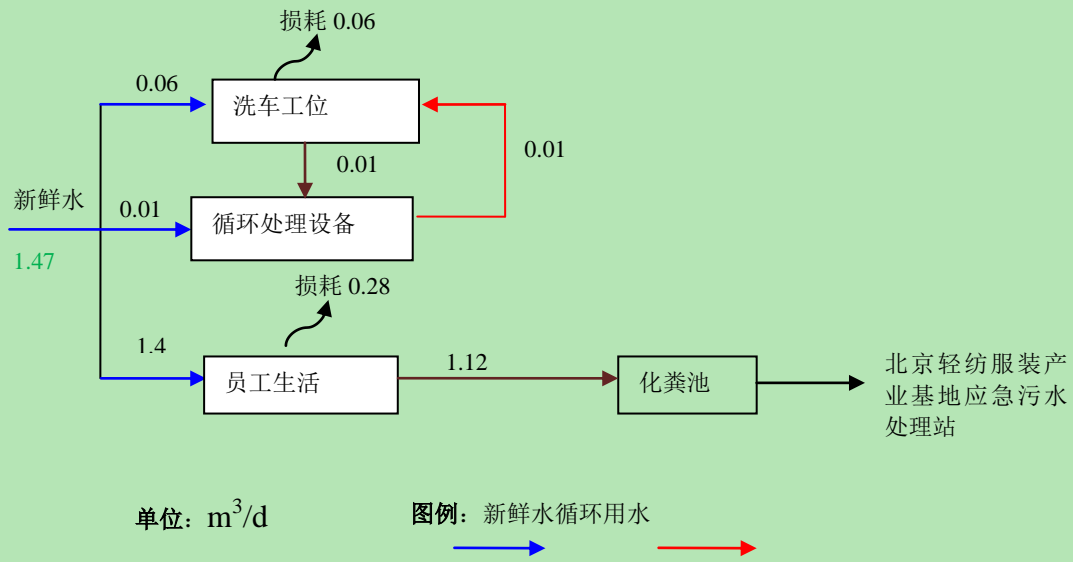 损耗 0.06
0.06
洗车工位
0.01
0.01
新鲜水
0.01
循环处理设备
1.47
损耗 0.28
1.4
员工生活
1.12
化粪池
北京轻纺服装产
业基地应急污水
处理站
单位：m³/d
图例：新鲜水循环用水